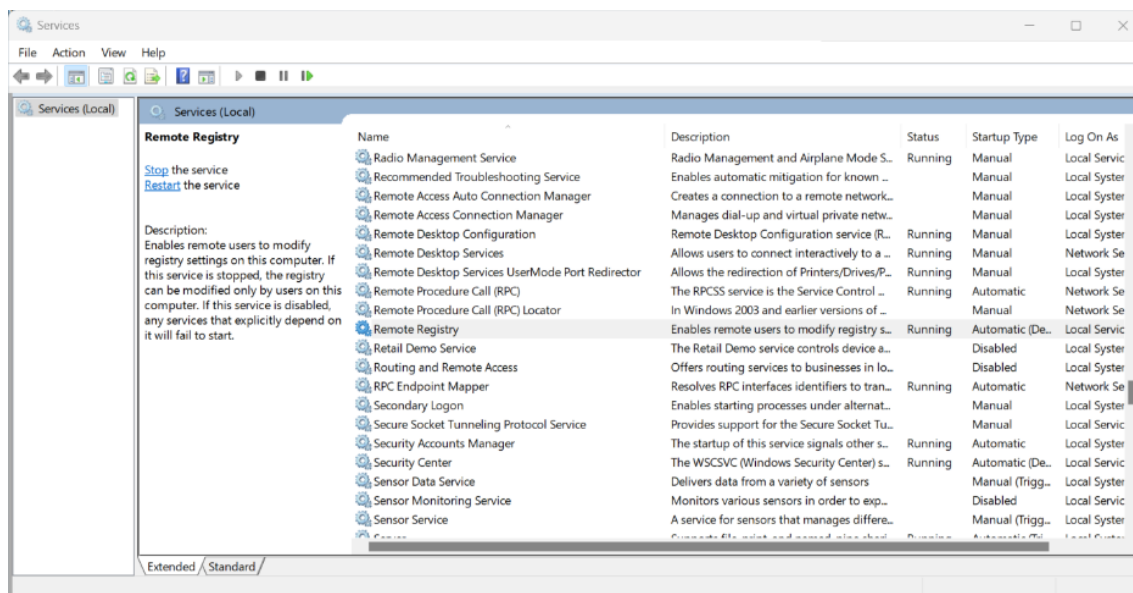 Services
File Action View Help
Services (Local)
Services (Local)
Remote Registry
Stop the service
Restart the service
Description:
Enables remote users to modify
registry settings on this computer. If
this service is stopped, the registry
can be modified only by users on this
computer. If this service is disabled,
any services that explicitly depend on
it will fail to start.
Name Description Status Startup Type Log On As
Radio Management Service Radio Management and Airplane Mode S... Running Manual Local Servic
Recommended Troubleshooting Service Enables automatic mitigation for known ... Manual Local Syster
Remote Access Auto Connection Manager Creates a connection to a remote network... Manual Local Syster
Remote Access Connection Manager Manages dial-up and virtual private netw... Manual Local Syster
Remote Desktop Configuration Remote Desktop Configuration service (R... Running Manual Local Syster
Remote Desktop Services Allows users to connect interactively to a ... Running Manual Network Se
Remote Desktop Services UserMode Port Redirector Allows the redirection of Printers/Drives/P... Running Manual Local Syster
Remote Procedure Call (RPC) The RPCSS service is the Service Control ... Running Automatic Network Se
Remote Procedure Call (RPC) Locator In Windows 2003 and earlier versions of ... Manual Network Se
Remote Registry Enables remote users to modify registry s... Running Automatic (De... Local Servic
Retail Demo Service The Retail Demo service controls device a... Disabled Local Syster
Routing and Remote Access Offers routing services to businesses in lo... Disabled Local Syster
RPC Endpoint Mapper Resolves RPC interfaces identifiers to tran... Running Automatic Network Se
Secondary Logon Enables starting processes under alternat... Manual Local Syster
Secure Socket Tunneling Protocol Service Provides support for the Secure Socket Tu... Manual Local Servic
Security Accounts Manager The startup of this service signals other s... Running Automatic Local Syster
Security Center The WSCSVC (Windows Security Center) s... Running Automatic (De... Local Servic
Sensor Data Service Delivers data from a variety of sensors Manual (Trigg... Local Syster
Sensor Monitoring Service Monitors various sensors in order to exp... Disabled Local Servic
Sensor Service A service for sensors that manages differe... Manual (Trigg... Local Syster
Extended Standard